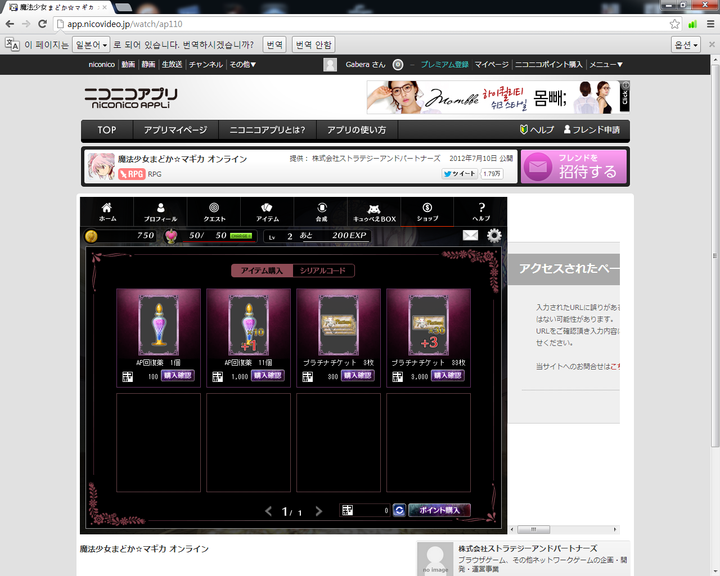 魔法少女まどか☆マギカ オ
app.nicovideo.jp/watch/ap110
이 페이지는 일본어 로 되어 있습니다. 번역하시겠습니까? 번역 번역 안함 옵션
niconico 動画 静画 生放送 チャンネル その他▼ Gabera さん プレミアム登録 マイページ ニコニコポイント購入 メニュー▼
ニコニコアプリ
niconico APPLI
Mombbe 하이퀄리티 쉬크 스타일 몸빼; Click
TOP アプリマイページ ニコニコアプリとは? アプリの使い方 ヘルプ フレンド申請
魔法少女まどか☆マギカ オンライン 提供： 株式会社ストラテジーアンドパートナーズ 2012年7月10日 公開
RPG RPG ツイート 1.79万
フレンドを
招待する
ホーム プロフィール クエスト アイテム 合成 キュゥべえBOX ショップ ヘルプ
750 50/ 50 Lv 2 あと 200EXP
アイテム購入 シリアルコード
+1
+3
AP回復薬 1個 AP回復薬 11個 プラチナチケット 3枚 プラチナチケット 33枚
100 購入確認 1,000 購入確認 300 購入確認 3,000 購入確認
1/ 1 0 ポイント購入
アクセスされたペー
入力されたURLに誤りがある
はない可能性があります。
URLをご確認頂き入力内容に
せください。
当サイトへのお問合せはこち
魔法少女まどか☆マギカ オンライン
no image
株式会社ストラテジーアンドパートナーズ
ブラウザゲーム、その他ネットワークゲームの企画・開
発・運営事業